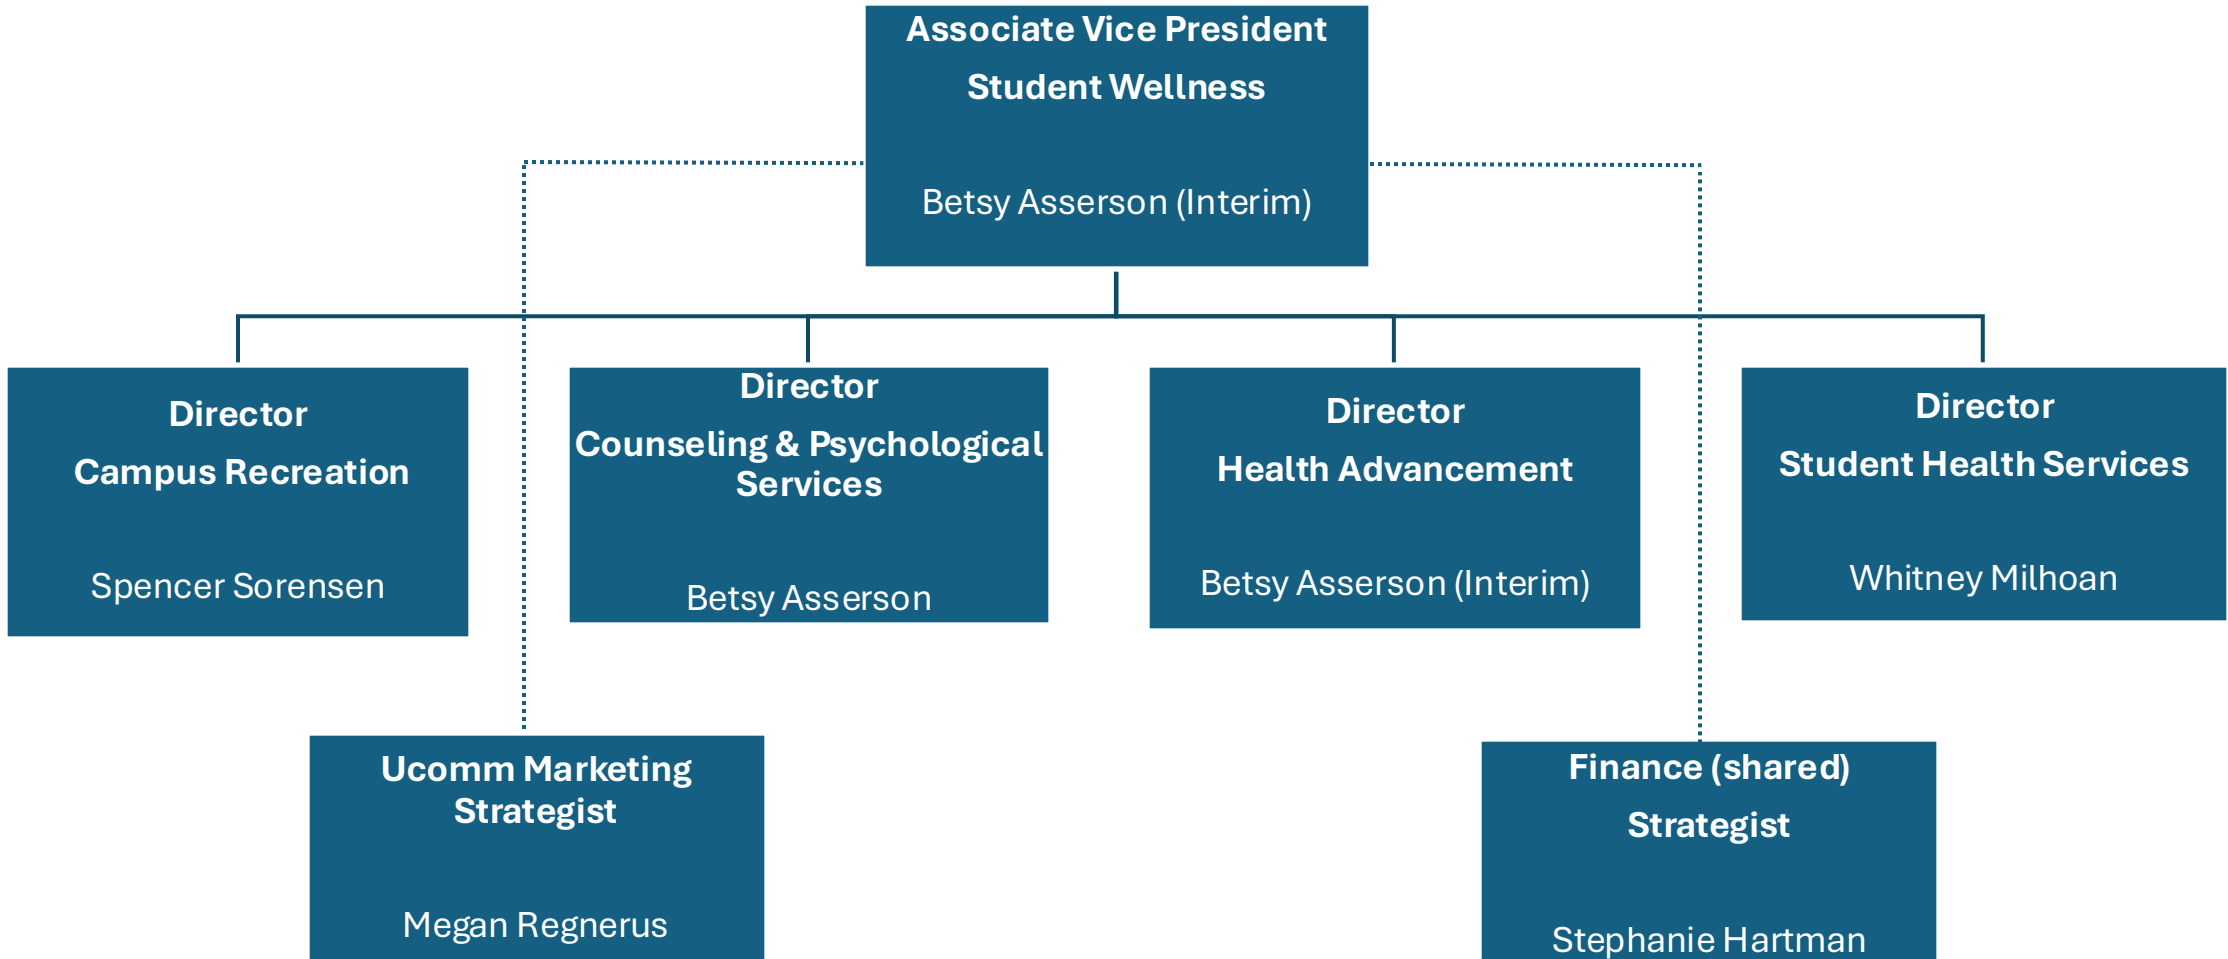 Associate Vice President
Student Wellness
Betsy Asserson (Interim)
Director
Campus Recreation
Spencer Sorensen
Director
Counseling & Psychological
Services
Betsy Asserson
Director
Health Advancement
Betsy Asserson (Interim)
Director
Student Health Services
Whitney Milhoan
Ucomm Marketing
Strategist
Megan Regnerus
Finance (shared)
Strategist
Stephanie Hartman